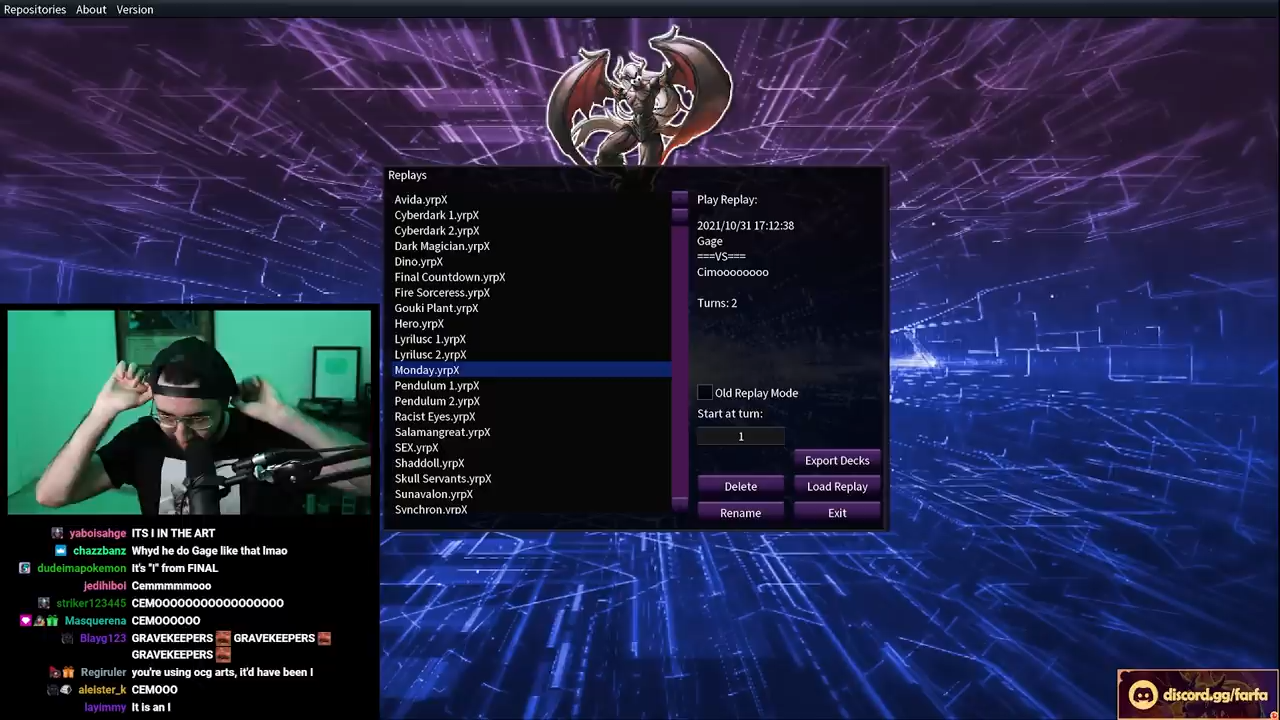 Repositories About Version
Replays
Avida.yrpX
Cyberdark 1.yrpX
Cyberdark 2.yrpX
Dark Magician.yrpX
Dino.yrpX
Final Countdown.yrpX
Fire Sorceress.yrpX
Gouki Plant.yrpX
Hero.yrpX
Lyrilusc 1.yrpX
Lyrilusc 2.yrpX
Monday.yrpX
Pendulum 1.yrpX
Pendulum 2.yrpX
Racist Eyes.yrpX
Salamangreat.yrpX
SEX.yrpX
Shaddoll.yrpX
Skull Servants.yrpX
Sunavalon.yrpX
Synchron.yrpX
Play Replay:
2021/10/31 17:12:38
Gage
===VS===
Cimoooooooo
Turns: 2
Old Replay Mode
Start at turn:
1
Export Decks
Delete Load Replay
Rename Exit
yaboisahge ITS I IN THE ART
chazzbanz Whyd he do Gage like that lmao
dudeimapokemon It's "I" from FINAL
jedihiboi Cemmmmmooo
striker123445 CEMOOOOOOOOOOOOOOOOO
Masquerena CEMOOOOOO
Blayg123 GRAVEKEEPERS GRAVEKEEPERS
GRAVEKEEPERS
Regiruler you're using ocg arts, it'd have been I
aleister_k CEMOOO
layimmy It is an I
discord.gg/farfa